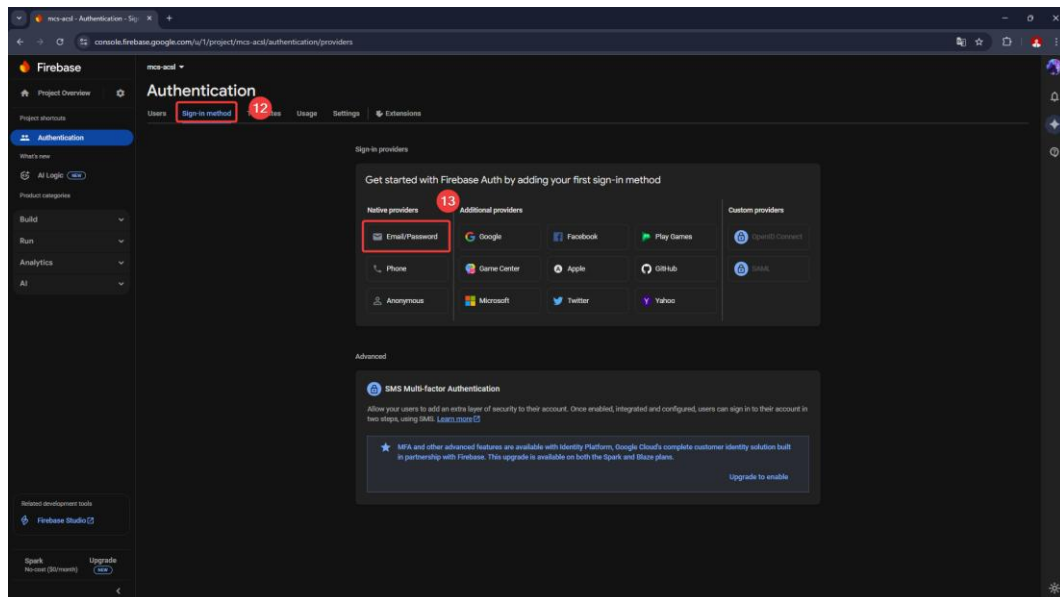 mcs-acsl - Authentication - Sig
console.firebase.google.com/u/1/project/mcs-acsl/authentication/providers
Firebase
mcs-acsl
Project Overview
Authentication
Users Sign-in method 12 Usage Settings Extensions
Project shortcuts
Authentication
What's new
AI Logic NEW
Product categories
Build
Run
Analytics
AI
Sign-in providers
Get started with Firebase Auth by adding your first sign-in method
13
Native providers Additional providers Custom providers
Email/Password Google Facebook Play Games OpenID Connect
Phone Game Center Apple GitHub SAML
Anonymous Microsoft Twitter Yahoo
Advanced
SMS Multi-factor Authentication
Allow your users to add an extra layer of security to their account. Once enabled, integrated and configured, users can sign in to their account in
two steps, using SMS. Learn more
MFA and other advanced features are available with Identity Platform, Google Cloud's complete customer identity solution built
in partnership with Firebase. This upgrade is available on both the Spark and Blaze plans.
Upgrade to enable
Related development tools
Firebase Studio
Spark Upgrade
No-cost ($0/month) NEW